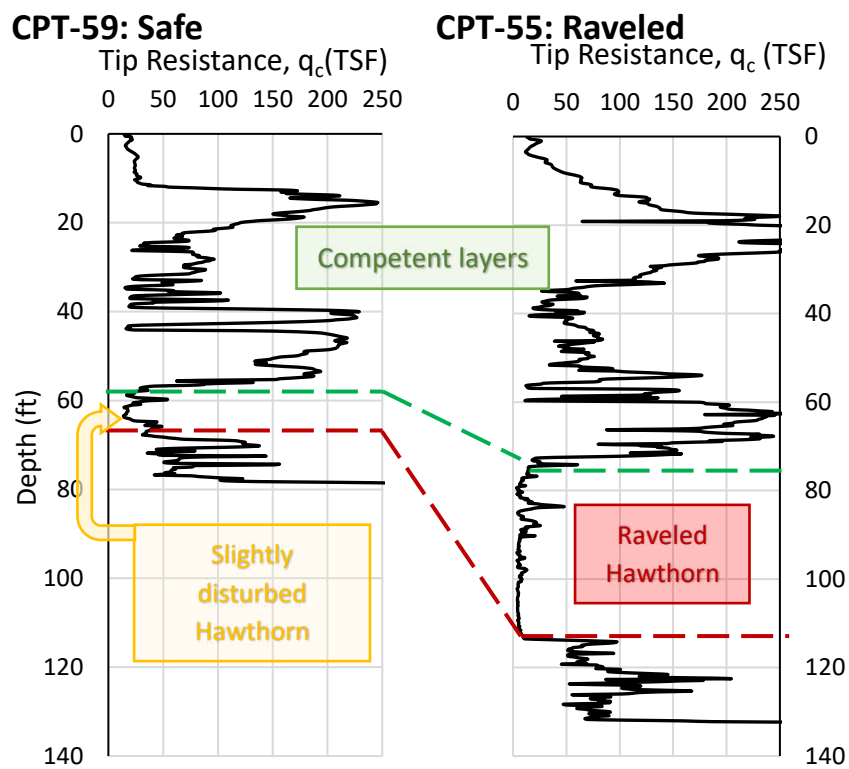 CPT-59: Safe
Tip Resistance, qc(TSF)
0 50 100 150 200 250
0
20
40
60
80
100
120
140
Depth (ft)
CPT-55: Raveled
Tip Resistance, qc (TSF)
0 50 100 150 200 250
0
20
40
60
80
100
120
140
Competent layers
Slightly
disturbed
Hawthorn
Raveled
Hawthorn